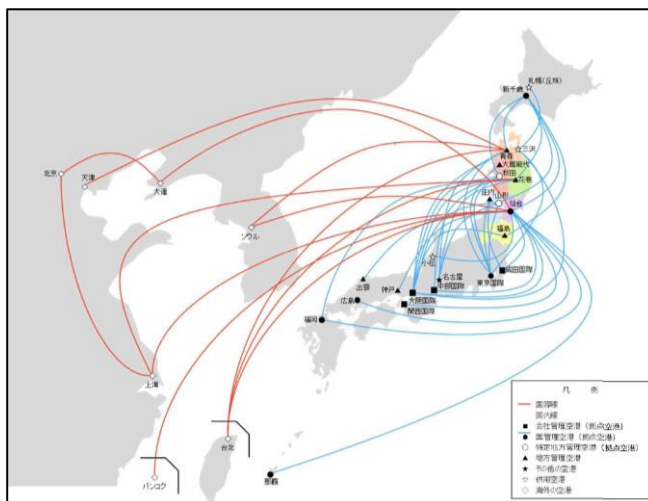 札幌(丘珠)
新千歳
三沢
青森
大館能代
秋田
花巻
庄内
山形
仙台
福島
北京
天津
大連
ソウル
小松
成田国際
名古屋
中部国際
東京国際
出雲
神戸
広島
大阪国際
関西国際
福岡
上海
台北
バンコク
那覇
凡 例
国際線
国内線
会社管理空港(拠点空港)
国管理空港(拠点空港)
特定地方管理空港(拠点空港)
地方管理空港
その他の空港
共用空港
海外の空港